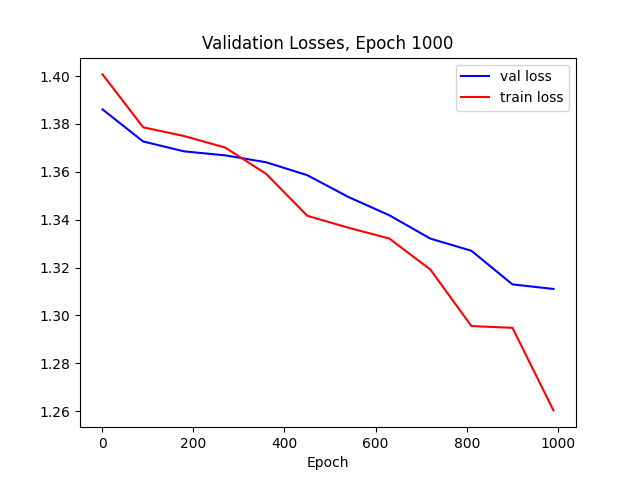 Validation Losses, Epoch 1000
val loss
train loss
1.40
1.38
1.36
1.34
1.32
1.30
1.28
1.26
0 200 400 600 800 1000
Epoch